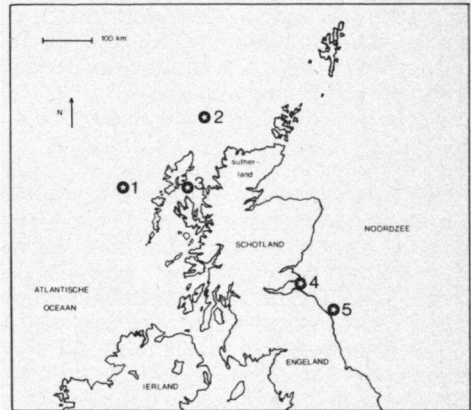 100 km
N
2
suther-
land
1
3
SCHOTLAND
NOORDZEE
4
ATLANTISCHE
OCEAAN
5
ENGELAND
IERLAND